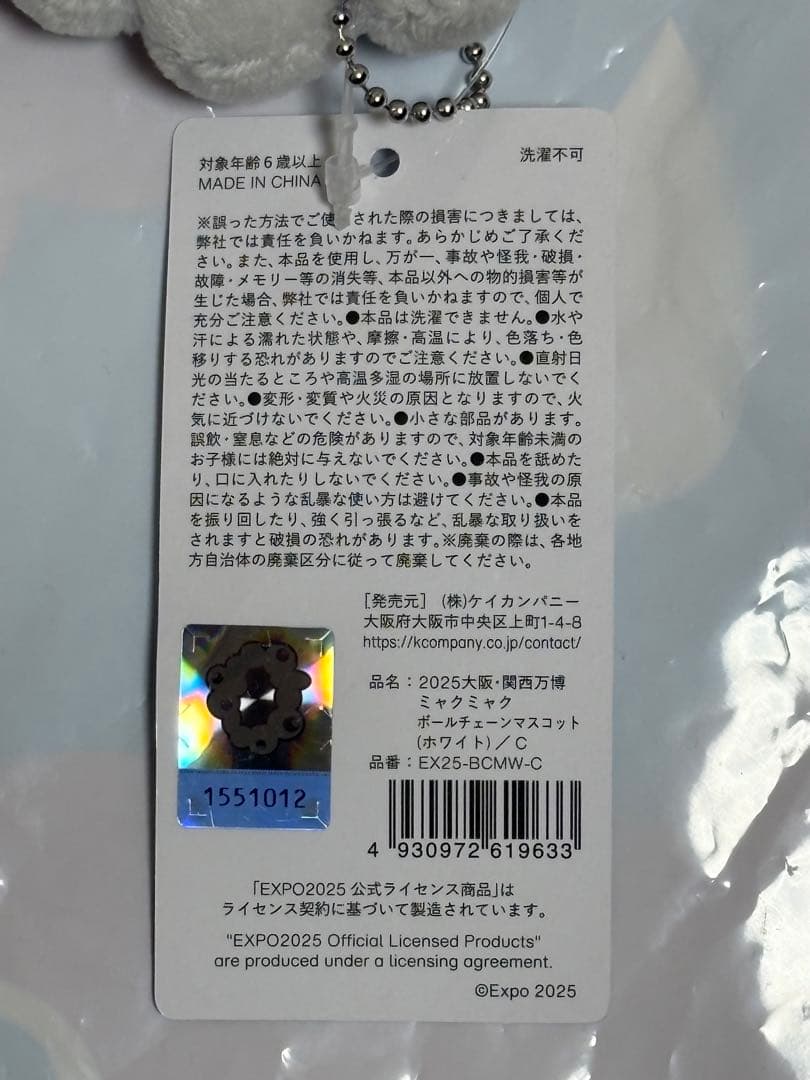 対象年齢6歳以上
洗濯不可
MADE IN CHINA
※誤った方法でご使 された際の損害につきましては、
弊社では責任を負いかねます。あらかじめご了承くだ
さい。また、本品を使用し、万が一、事故や怪我・破損・
故障・メモリー等の消失等、本品以外への物的損害等が
生じた場合、弊社では責任を負いかねますので、個人で
充分ご注意ください。●本品は洗濯できません。●水や
汗による濡れた状態や、摩擦・高温により、色落ち・色
移りする恐れがありますのでご注意ください。●直射日
光の当たるところや高温多湿の場所に放置しないでく
ださい。●変形・変質や火災の原因となりますので、火
気に近づけないでください。●小さな部品があります。
誤飲・窒息などの危険がありますので、対象年齢未満の
お子様には絶対に与えないでください。●本品を舐めた
り、口に入れたりしないでください。●事故や怪我の原
因になるような乱暴な使い方は避けてください。●本品
を振り回したり、強く引っ張るなど、乱暴な取り扱いを
されますと破損の恐れがあります。※廃棄の際は、各地
方自治体の廃棄区分に従って廃棄してください。
[発売元] (株)ケイカンパニー
大阪府大阪市中央区上町1-4-8
https://kcompany.co.jp/contact/
品名：2025大阪・関西万博
ミャクミャク
ボールチェーンマスコット
(ホワイト)／C
品番：EX25-BCMW-C
1551012
4 930972 619633
「EXPO2025 公式ライセンス商品」は
ライセンス契約に基づいて製造されています。
"EXPO2025 Official Licensed Products"
are produced under a licensing agreement.
©Expo 2025